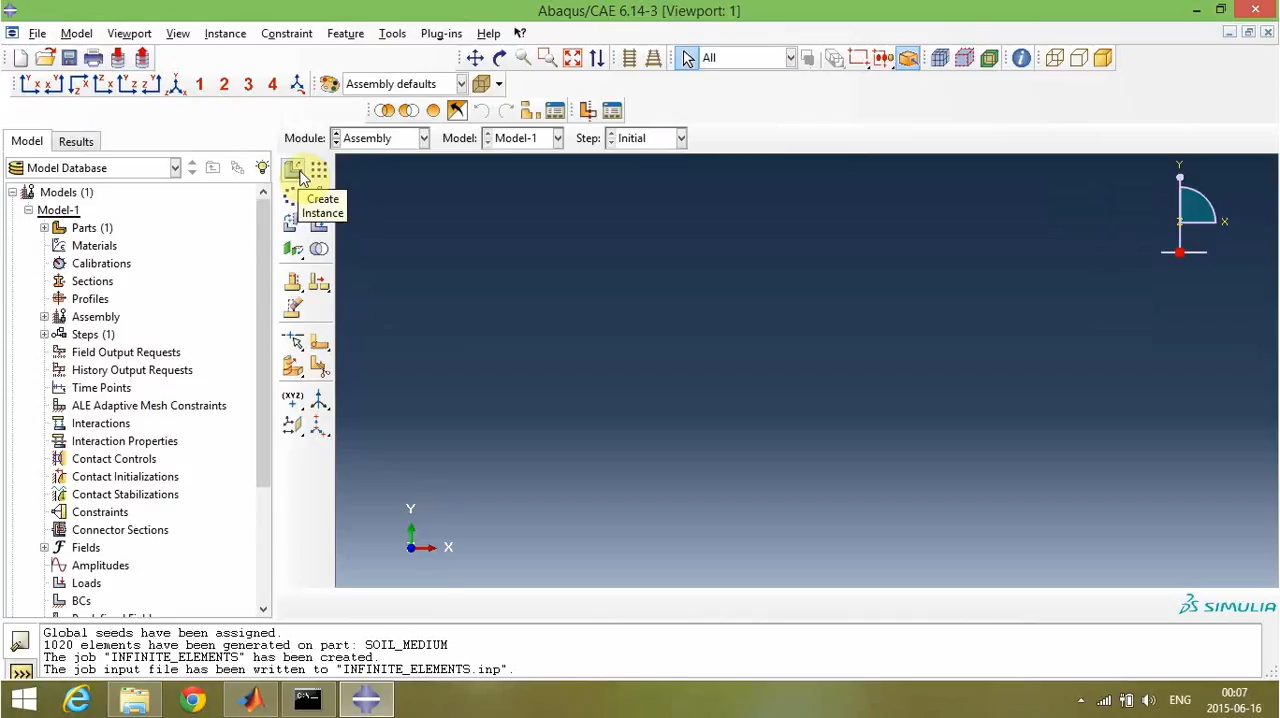 Abaqus/CAE 6.14-3 [Viewport: 1]
File Model Viewport View Instance Constraint Feature Tools Plug-ins Help
All
1 2 3 4 Assembly defaults
Model Results Module: Assembly Model: Model-1 Step: Initial
Model Database
Models (1)
Model-1
Parts (1)
Materials
Calibrations
Sections
Profiles
Assembly
Steps (1)
Field Output Requests
History Output Requests
Time Points
ALE Adaptive Mesh Constraints
Interactions
Interaction Properties
Contact Controls
Contact Initializations
Contact Stabilizations
Constraints
Connector Sections
Fields
Amplitudes
Loads
BCs
Create
Instance
(XYZ)
Y
Z X
Y
X
SIMULIA
Global seeds have been assigned.
1020 elements have been generated on part: SOIL_MEDIUM
The job "INFINITE_ELEMENTS" has been created.
The job input file has been written to "INFINITE_ELEMENTS.inp".
>>>
ENG
00:07
2015-06-16